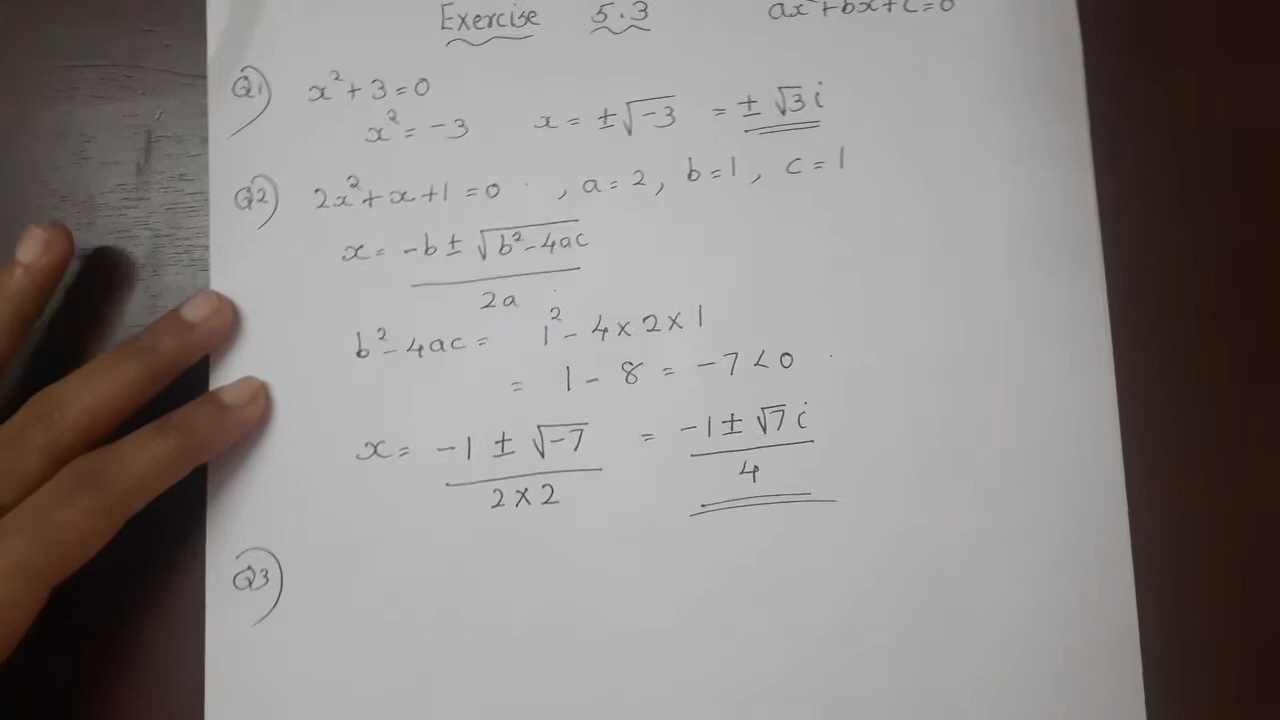 Exercise 5.3 ax²+bx+c=0
Q1) x²+3=0
x² = -3 x = ±√-3 = ±√3 i
Q2) 2x²+x+1=0 , a=2, b=1, c=1
x = (-b ± √(b²-4ac)) / 2a
b²-4ac = 1² - 4×2×1
= 1 - 8 = -7 < 0
x = (-1 ± √-7) / (2×2) = (-1 ± √7 i) / 4
Q3)